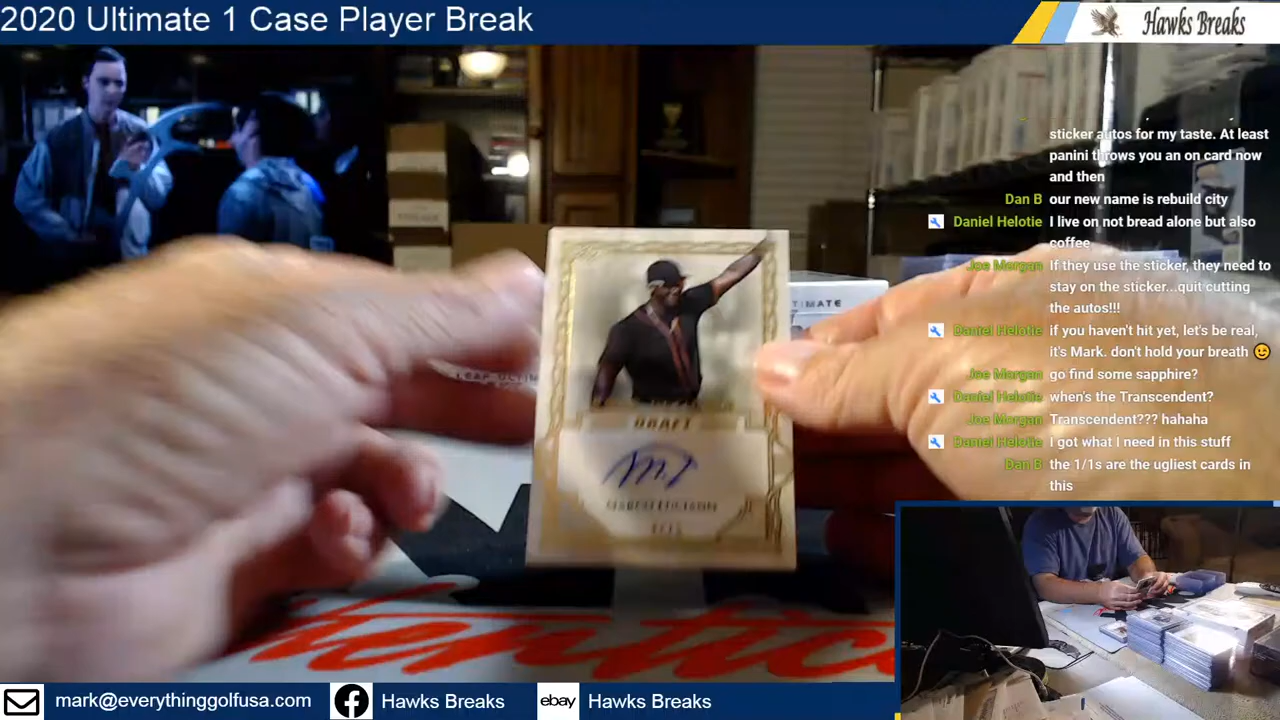 2020 Ultimate 1 Case Player Break
Hawks Breaks
sticker autos for my taste. At least
panini throws you an on card now
and then
Dan B our new name is rebuild city
Daniel Helotie I live on not bread alone but also
coffee
Joe Morgan If they use the sticker, they need to
stay on the sticker...quit cutting
the autos!!!
Daniel Helotie if you haven't hit yet, let's be real,
it's Mark. don't hold your breath 😉
Joe Morgan go find some sapphire?
Daniel Helotie when's the Transcendent?
Joe Morgan Transcendent??? hahaha
Daniel Helotie I got what I need in this stuff
Dan B the 1/1s are the ugliest cards in
this
DRAFT
mark@everythinggolfusa.com
Hawks Breaks
ebay
Hawks Breaks